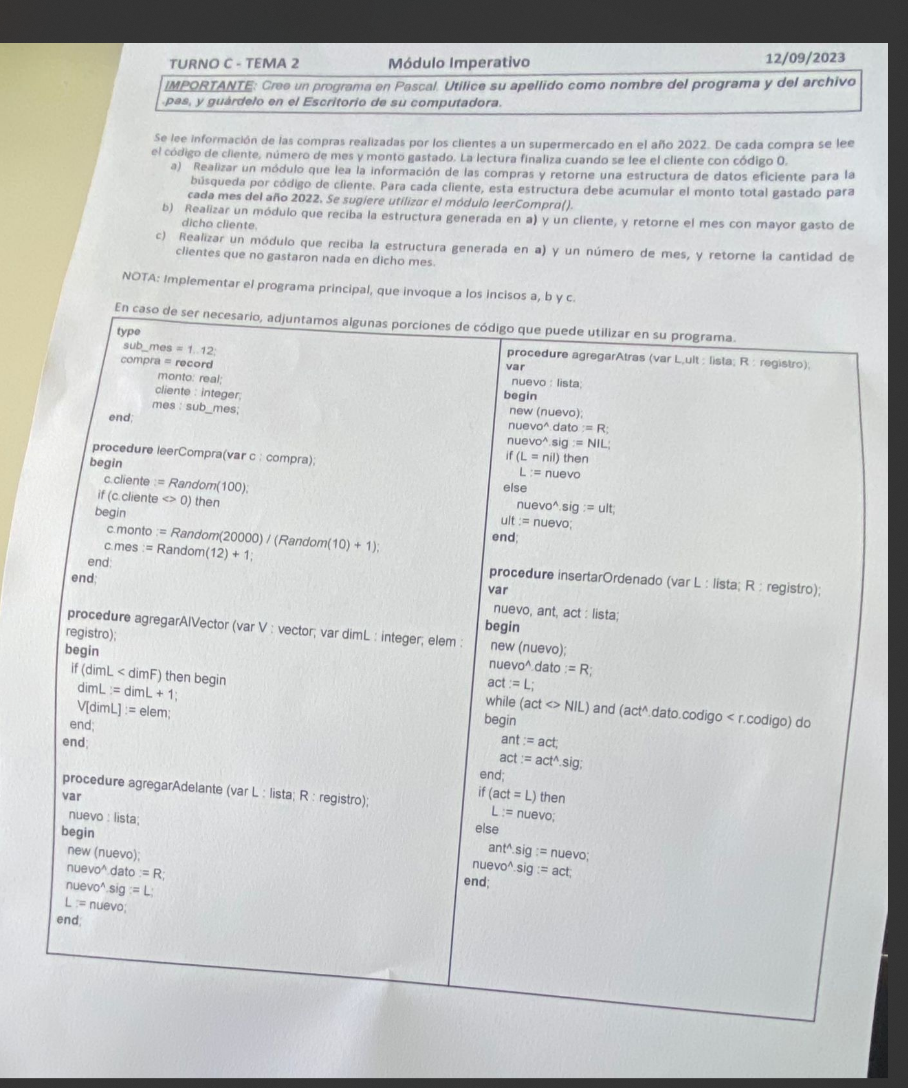 TURNO C - TEMA 2 Módulo Imperativo 12/09/2023
IMPORTANTE: Cree un programa en Pascal. Utilice su apellido como nombre del programa y del archivo
.pas, y guárdelo en el Escritorio de su computadora.
Se lee información de las compras realizadas por los clientes a un supermercado en el año 2022. De cada compra se lee
el código de cliente, número de mes y monto gastado. La lectura finaliza cuando se lee el cliente con código 0.
a) Realizar un módulo que lea la información de las compras y retorne una estructura de datos eficiente para la
búsqueda por código de cliente. Para cada cliente, esta estructura debe acumular el monto total gastado para
cada mes del año 2022. Se sugiere utilizar el módulo leerCompra().
b) Realizar un módulo que reciba la estructura generada en a) y un cliente, y retorne el mes con mayor gasto de
dicho cliente.
c) Realizar un módulo que reciba la estructura generada en a) y un número de mes, y retorne la cantidad de
clientes que no gastaron nada en dicho mes.
NOTA: Implementar el programa principal, que invoque a los incisos a, b y c.
En caso de ser necesario, adjuntamos algunas porciones de código que puede utilizar en su programa.
type
sub_mes = 1..12;
compra = record
monto: real;
cliente : integer;
mes : sub_mes;
end;
procedure leerCompra(var c : compra);
begin
c.cliente := Random(100);
if (c.cliente <> 0) then
begin
c.monto := Random(20000) / (Random(10) + 1);
c.mes := Random(12) + 1;
end;
end;
procedure agregarAlVector (var V : vector; var dimL : integer; elem :
registro);
begin
if (dimL < dimF) then begin
dimL := dimL + 1;
V[dimL] := elem;
end;
end;
procedure agregarAdelante (var L : lista; R : registro);
var
nuevo : lista;
begin
new (nuevo);
nuevo^.dato := R;
nuevo^.sig := L;
L := nuevo;
end;
procedure agregarAtras (var L,ult : lista; R : registro);
var
nuevo : lista;
begin
new (nuevo);
nuevo^.dato := R;
nuevo^.sig := NIL;
if (L = nil) then
L := nuevo
else
nuevo^.sig := ult;
ult := nuevo;
end;
procedure insertarOrdenado (var L : lista; R : registro);
var
nuevo, ant, act : lista;
begin
new (nuevo);
nuevo^.dato := R;
act := L;
while (act <> NIL) and (act^.dato.codigo < r.codigo) do
begin
ant := act;
act := act^.sig;
end;
if (act = L) then
L := nuevo;
else
ant^.sig := nuevo;
nuevo^.sig := act;
end;